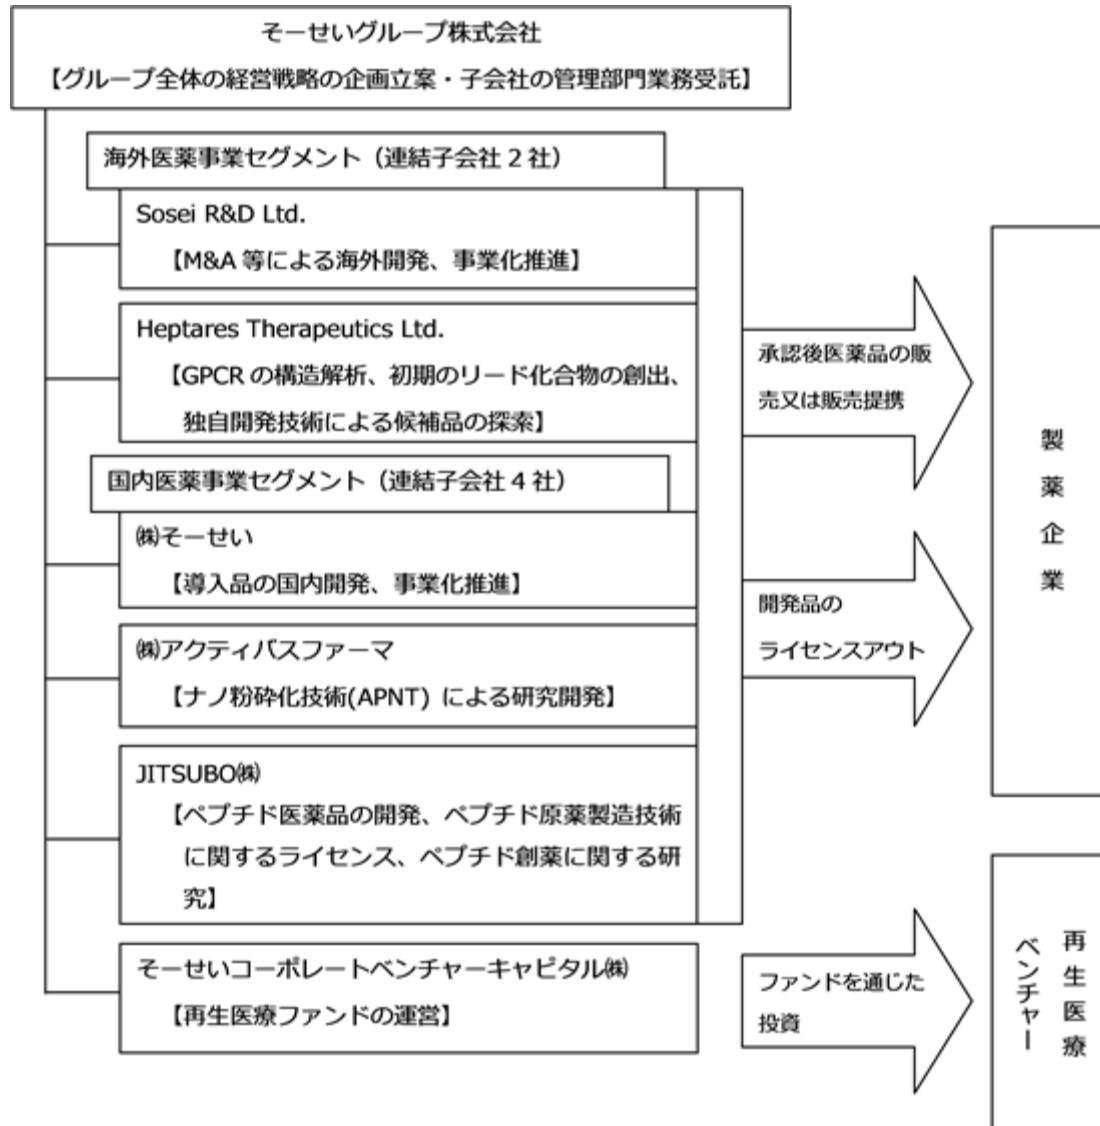 そーせいグループ株式会社
【グループ全体の経営戦略の企画立案・子会社の管理部門業務受託】
海外医薬事業セグメント（連結子会社 2 社）
Sosei R&D Ltd.
【M&A 等による海外開発、事業化推進】
Heptares Therapeutics Ltd.
【GPCR の構造解析、初期のリード化合物の創出、
独自開発技術による候補品の探索】
国内医薬事業セグメント（連結子会社 4 社）
㈱そーせい
【導入品の国内開発、事業化推進】
㈱アクティバスファーマ
【ナノ粉砕化技術(APNT) による研究開発】
JITSUBO㈱
【ペプチド医薬品の開発、ペプチド原薬製造技術
に関するライセンス、ペプチド創薬に関する研
究】
そーせいコーポレートベンチャーキャピタル㈱
【再生医療ファンドの運営】
承認後医薬品の販
売又は販売提携
開発品の
ライセンスアウト
ファンドを通じた
投資
製薬企業
再生医療
ベンチャー